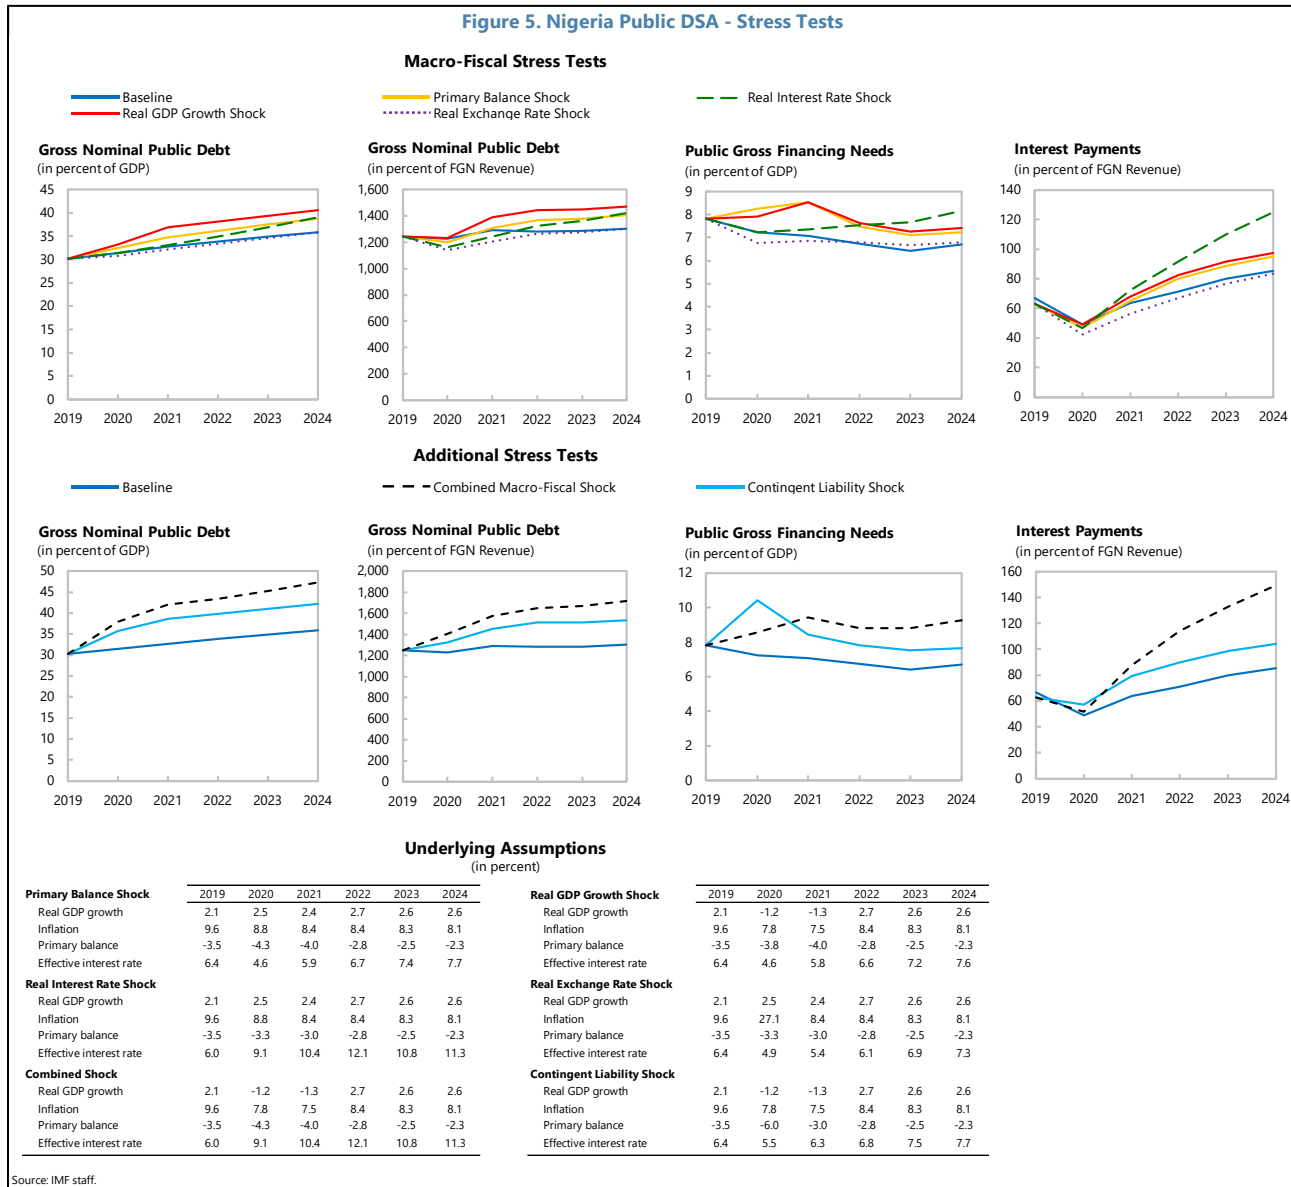 Figure 5. Nigeria Public DSA - Stress Tests
Macro-Fiscal Stress Tests
Baseline
Primary Balance Shock
Real Interest Rate Shock
Real GDP Growth Shock
Real Exchange Rate Shock
Gross Nominal Public Debt
(in percent of GDP)
45
40
35
30
25
20
15
10
5
0
2019 2020 2021 2022 2023 2024
Gross Nominal Public Debt
(in percent of FGN Revenue)
1,600
1,400
1,200
1,000
800
600
400
200
0
2019 2020 2021 2022 2023 2024
Public Gross Financing Needs
(in percent of GDP)
9
8
7
6
5
4
3
2
1
0
2019 2020 2021 2022 2023 2024
Interest Payments
(in percent of FGN Revenue)
140
120
100
80
60
40
20
0
2019 2020 2021 2022 2023 2024
Additional Stress Tests
Baseline
Combined Macro-Fiscal Shock
Contingent Liability Shock
Gross Nominal Public Debt
(in percent of GDP)
50
45
40
35
30
25
20
15
10
5
0
2019 2020 2021 2022 2023 2024
Gross Nominal Public Debt
(in percent of FGN Revenue)
2,000
1,800
1,600
1,400
1,200
1,000
800
600
400
200
0
2019 2020 2021 2022 2023 2024
Public Gross Financing Needs
(in percent of GDP)
12
10
8
6
4
2
0
2019 2020 2021 2022 2023 2024
Interest Payments
(in percent of FGN Revenue)
160
140
120
100
80
60
40
20
0
2019 2020 2021 2022 2023 2024
Underlying Assumptions
(in percent)
Primary Balance Shock 2019 2020 2021 2022 2023 2024
Real GDP growth 2.1 2.5 2.4 2.7 2.6 2.6
Inflation 9.6 8.8 8.4 8.4 8.3 8.1
Primary balance -3.5 -4.3 -4.0 -2.8 -2.5 -2.3
Effective interest rate 6.4 4.6 5.9 6.7 7.4 7.7
Real Interest Rate Shock
Real GDP growth 2.1 2.5 2.4 2.7 2.6 2.6
Inflation 9.6 8.8 8.4 8.4 8.3 8.1
Primary balance -3.5 -3.3 -3.0 -2.8 -2.5 -2.3
Effective interest rate 6.0 9.1 10.4 12.1 10.8 11.3
Combined Shock
Real GDP growth 2.1 -1.2 -1.3 2.7 2.6 2.6
Inflation 9.6 7.8 7.5 8.4 8.3 8.1
Primary balance -3.5 -4.3 -4.0 -2.8 -2.5 -2.3
Effective interest rate 6.0 9.1 10.4 12.1 10.8 11.3
Real GDP Growth Shock 2019 2020 2021 2022 2023 2024
Real GDP growth 2.1 -1.2 -1.3 2.7 2.6 2.6
Inflation 9.6 7.8 7.5 8.4 8.3 8.1
Primary balance -3.5 -3.8 -4.0 -2.8 -2.5 -2.3
Effective interest rate 6.4 4.6 5.8 6.6 7.2 7.6
Real Exchange Rate Shock
Real GDP growth 2.1 2.5 2.4 2.7 2.6 2.6
Inflation 9.6 27.1 8.4 8.4 8.3 8.1
Primary balance -3.5 -3.3 -3.0 -2.8 -2.5 -2.3
Effective interest rate 6.4 4.9 5.4 6.1 6.9 7.3
Contingent Liability Shock
Real GDP growth 2.1 -1.2 -1.3 2.7 2.6 2.6
Inflation 9.6 7.8 7.5 8.4 8.3 8.1
Primary balance -3.5 -6.0 -3.0 -2.8 -2.5 -2.3
Effective interest rate 6.4 5.5 6.3 6.8 7.5 7.7
Source: IMF staff.